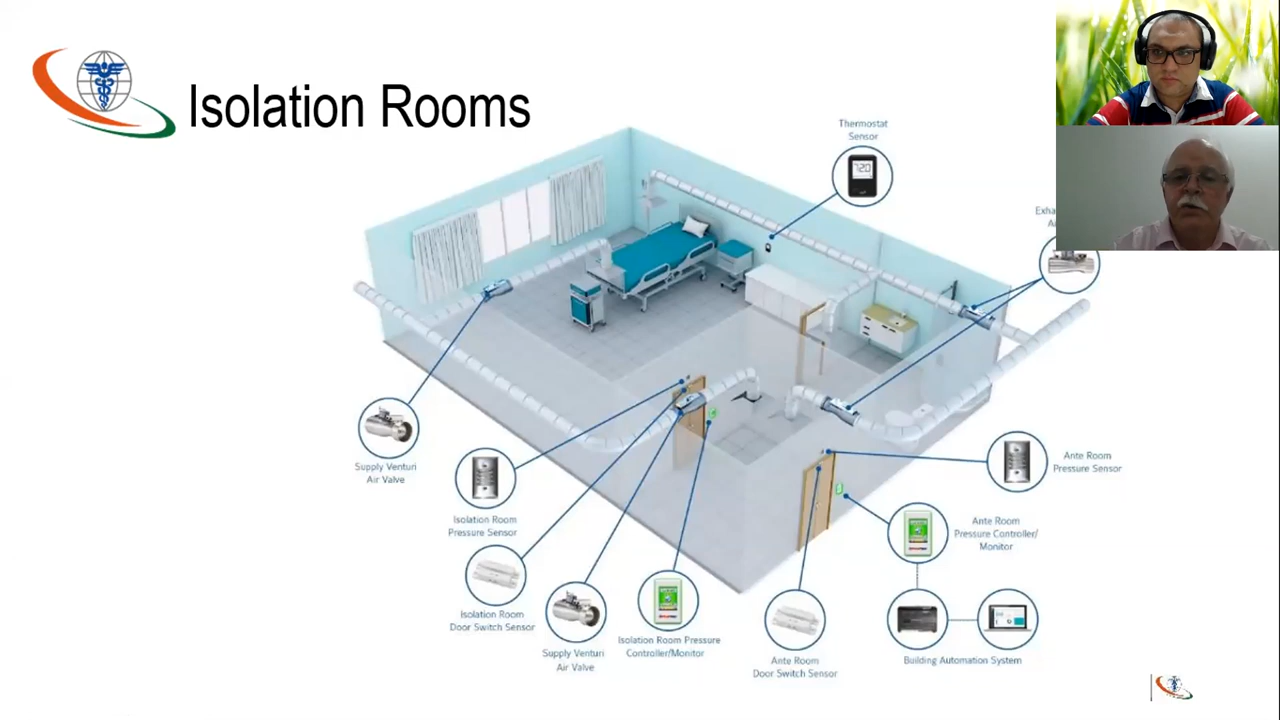 Isolation Rooms
Thermostat
Sensor
72.0
Supply Venturi
Air Valve
Isolation Room
Pressure Sensor
Isolation Room
Door Switch Sensor
Supply Venturi
Air Valve
Isolation Room Pressure
Controller/Monitor
Ante Room
Door Switch Sensor
Ante Room
Pressure Sensor
Ante Room
Pressure Controller/
Monitor
Building Automation System